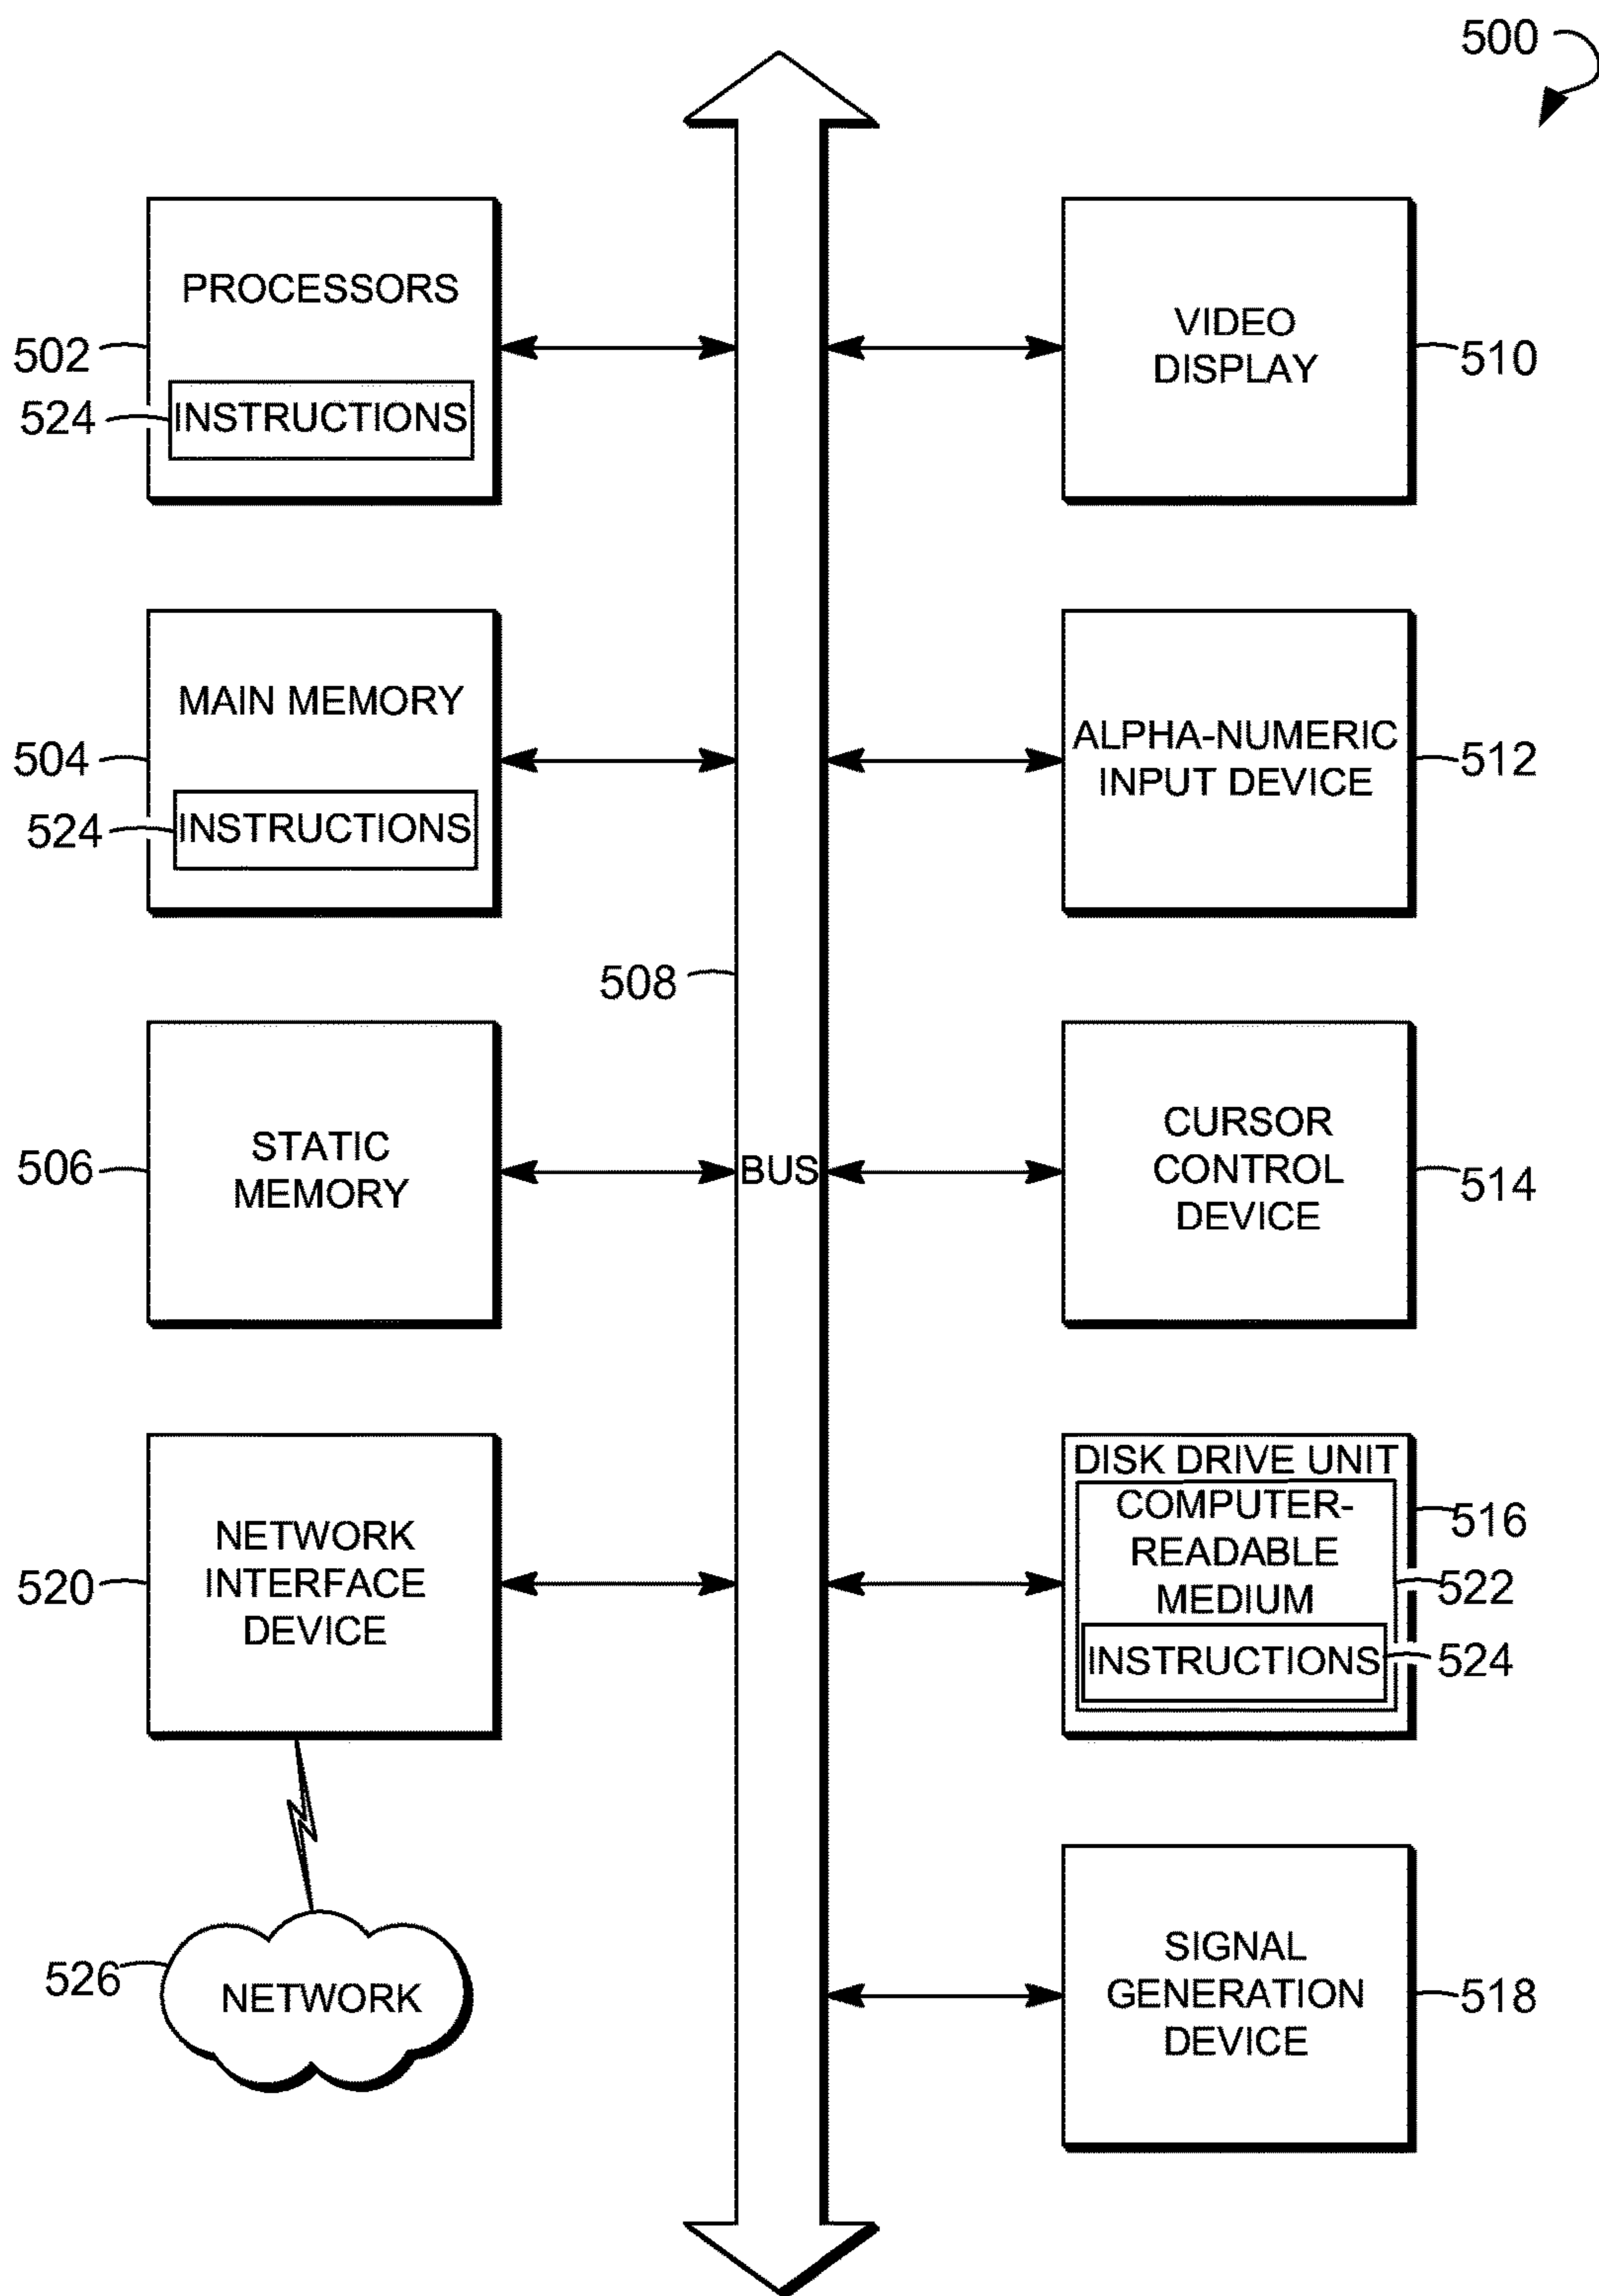 500
PROCESSORS
502
524
INSTRUCTIONS
VIDEO
DISPLAY
510
MAIN MEMORY
504
524
INSTRUCTIONS
ALPHA-NUMERIC
INPUT DEVICE
512
508
BUS
STATIC
MEMORY
506
CURSOR
CONTROL
DEVICE
514
NETWORK
INTERFACE
DEVICE
520
DISK DRIVE UNIT
COMPUTER-
READABLE
MEDIUM
INSTRUCTIONS
516
522
524
526
NETWORK
SIGNAL
GENERATION
DEVICE
518